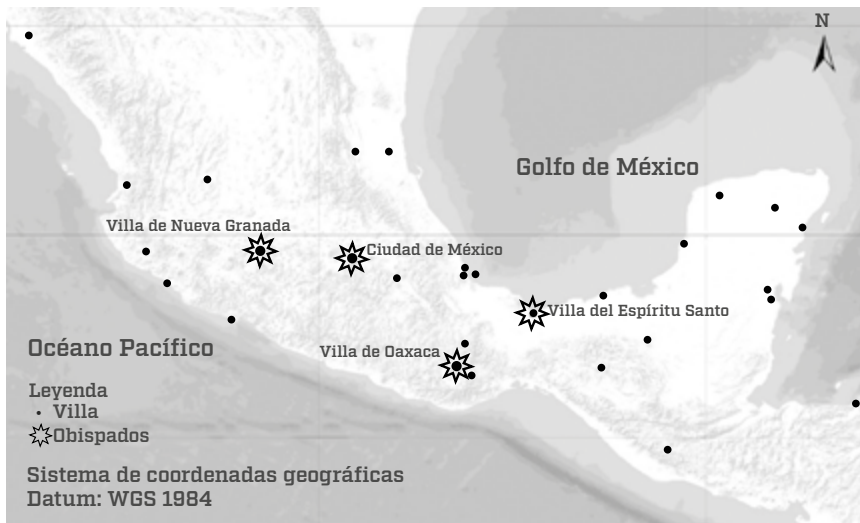 N
Golfo de México
Villa de Nueva Granada
Ciudad de México
Villa del Espíritu Santo
Océano Pacífico
Villa de Oaxaca
Leyenda
Villa
Obispados
Sistema de coordenadas geográficas
Datum: WGS 1984